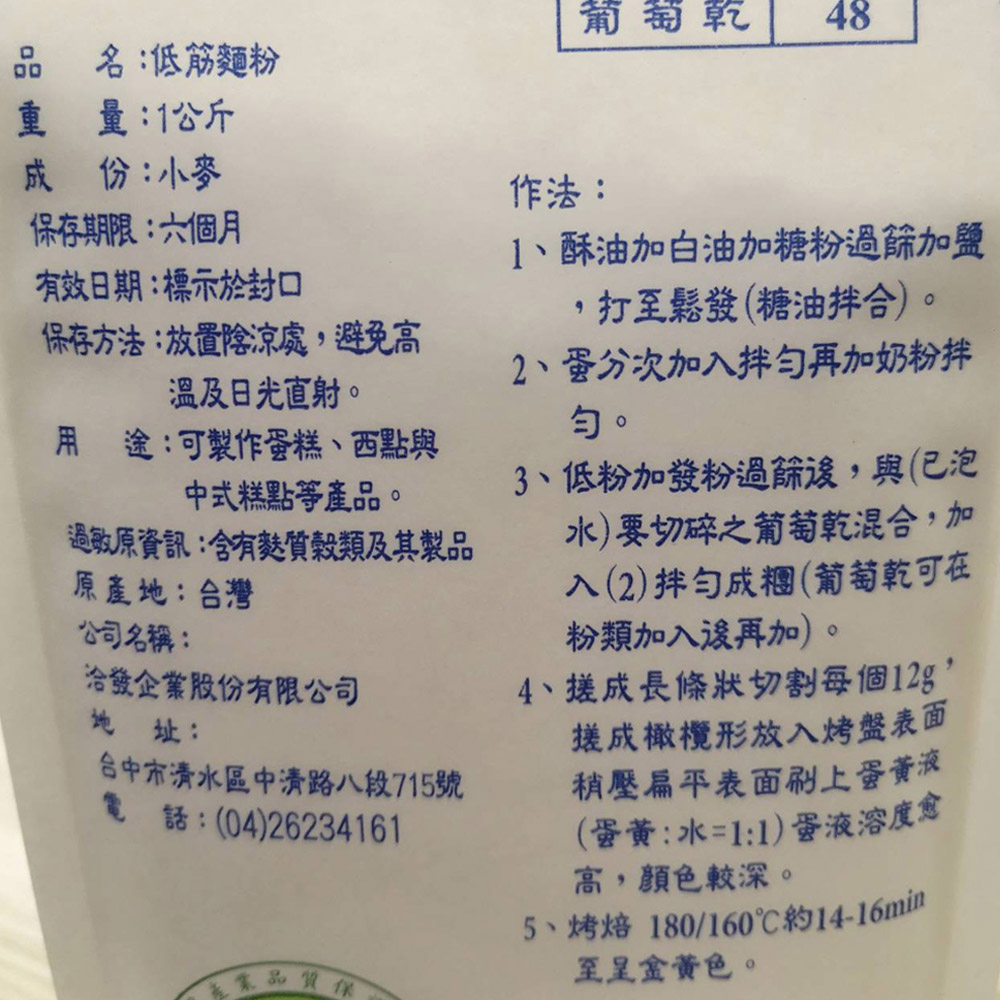 葡萄乾 48
品名：低筋麵粉
重量：1公斤
成份：小麥
保存期限：六個月
有效日期：標示於封口
保存方法：放置陰涼處，避免高
溫及日光直射。
用途：可製作蛋糕、西點與
中式糕點等產品。
過敏原資訊：含有麩質穀類及其製品
原產地：台灣
公司名稱：
洽發企業股份有限公司
地址：
台中市清水區中清路八段715號
電話：(04)26234161
作法：
1、酥油加白油加糖粉過篩加鹽
，打至鬆發(糖油拌合)。
2、蛋分次加入拌勻再加奶粉拌
勻。
3、低粉加發粉過篩後，與(已泡
水)要切碎之葡萄乾混合，加
入(2)拌勻成糰(葡萄乾可在
粉類加入後再加)。
4、搓成長條狀切割每個12g，
搓成橄欖形放入烤盤表面
稍壓扁平表面刷上蛋黃液
(蛋黃:水=1:1)蛋液溶度愈
高，顏色較深。
5、烤焙 180/160℃約14-16min
至呈金黃色。
產業品質保